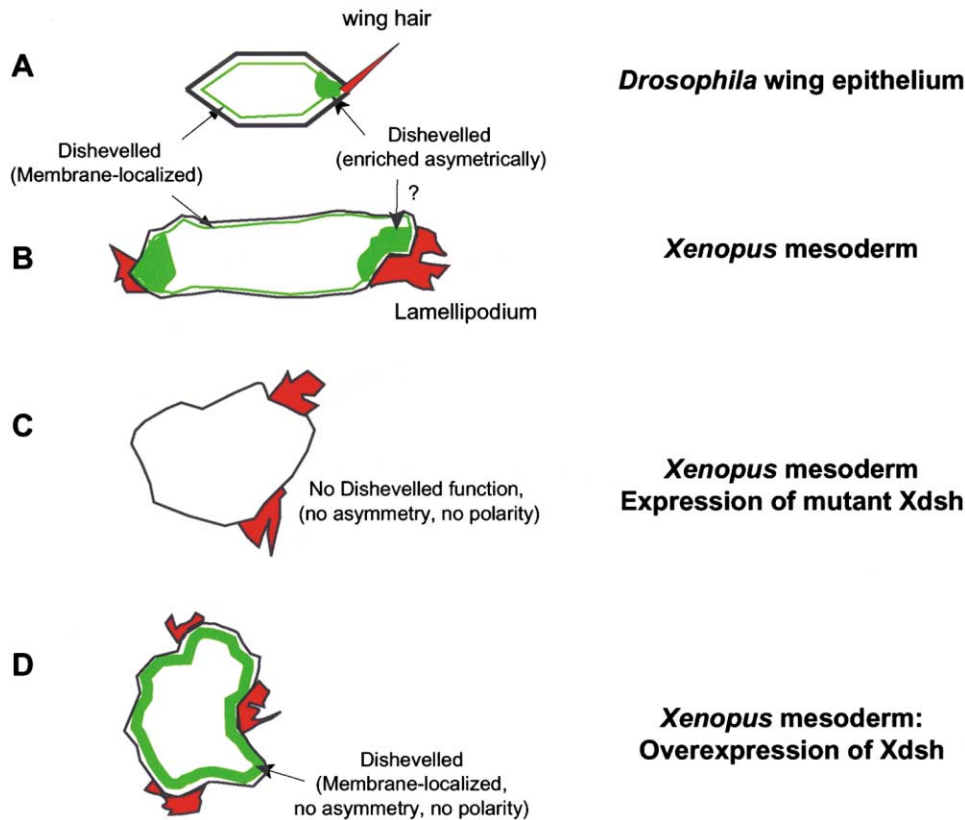 wing hair
A
Drosophila wing epithelium
Dishevelled
(Membrane-localized)
Dishevelled
(enriched asymetrically)
?
B
Xenopus mesoderm
Lamellipodium
C
No Dishevelled function,
(no asymmetry, no polarity)
Xenopus mesoderm
Expression of mutant Xdsh
D
Dishevelled
(Membrane-localized,
no asymmetry, no polarity)
Xenopus mesoderm:
Overexpression of Xdsh